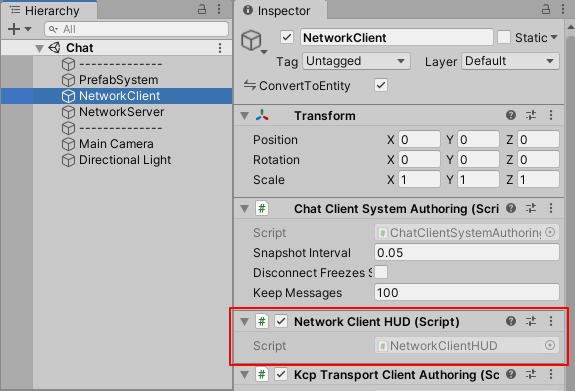 Hierarchy
All
Chat
--------------
PrefabSystem
NetworkClient
NetworkServer
--------------
Main Camera
Directional Light
Inspector
NetworkClient
Static
Tag Untagged Layer Default
ConvertToEntity
Transform
Position X 0 Y 0 Z 0
Rotation X 0 Y 0 Z 0
Scale X 1 Y 1 Z 1
# Chat Client System Authoring (Scri
Script # ChatClientSystemAuthoring
Snapshot Interval 0.05
Disconnect Freezes S
Keep Messages 100
# Network Client HUD (Script)
Script # NetworkClientHUD
# Kcp Transport Client Authoring (Sc